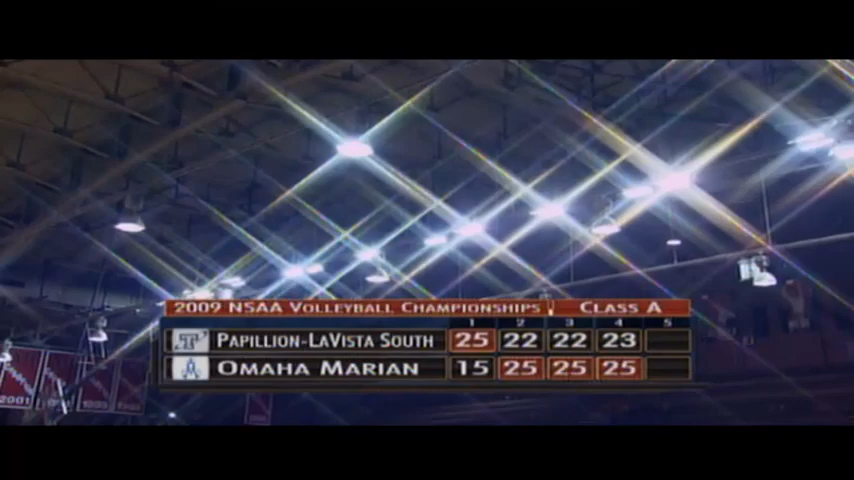 2009 NSAA Volleyball Championships Class A
1 2 3 4 5
Papillion-LaVista South 25 22 22 23
Omaha Marian 15 25 25 25
2001